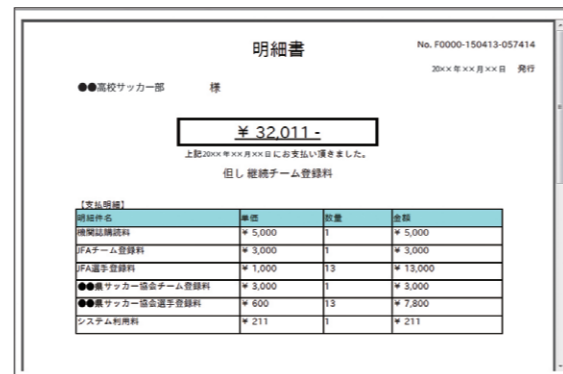 明細書
No. F0000-150413-057414
20××年××月××日 発行
●●高校サッカー部 様
¥ 32,011 -
上記20××年××月××日にお支払い頂きました。
但し 継続チーム登録料
【支払明細】
明細件名 単価 数量 金額
機関誌購読料 ¥ 5,000 1 ¥ 5,000
JFAチーム登録料 ¥ 3,000 1 ¥ 3,000
JFA選手登録料 ¥ 1,000 13 ¥ 13,000
●●県サッカー協会チーム登録料 ¥ 3,000 1 ¥ 3,000
●●県サッカー協会選手登録料 ¥ 600 13 ¥ 7,800
システム利用料 ¥ 211 1 ¥ 211